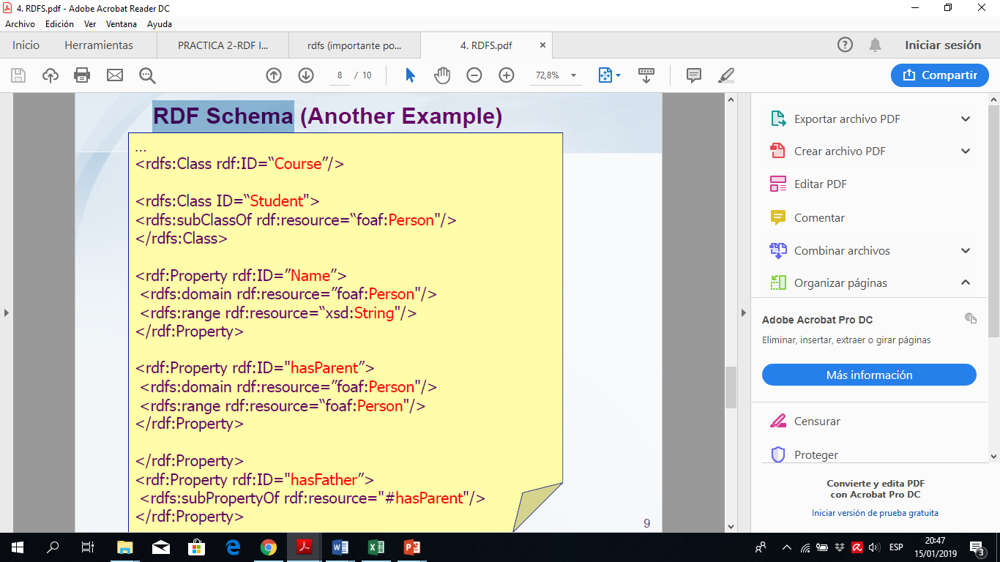 4. RDFS.pdf - Adobe Acrobat Reader DC
Archivo Edición Ver Ventana Ayuda
Inicio Herramientas PRACTICA 2-RDF I... rdfs (importante po... 4. RDFS.pdf × Iniciar sesión
8 / 10 72,8% Compartir
RDF Schema (Another Example)
...
<rdfs:Class rdf:ID=“Course”/>
<rdfs:Class ID=“Student">
<rdfs:subClassOf rdf:resource=“foaf:Person"/>
</rdfs:Class>
<rdf:Property rdf:ID=”Name”>
<rdfs:domain rdf:resource=”foaf:Person"/>
<rdfs:range rdf:resource=“xsd:String"/>
</rdf:Property>
<rdf:Property rdf:ID="hasParent”>
<rdfs:domain rdf:resource=”foaf:Person"/>
<rdfs:range rdf:resource=“foaf:Person"/>
</rdf:Property>
</rdf:Property>
<rdf:Property rdf:ID="hasFather”>
<rdfs:subPropertyOf rdf:resource="#hasParent"/>
</rdf:Property>
9
Exportar archivo PDF
Crear archivo PDF
Editar PDF
Comentar
Combinar archivos
Organizar páginas
Adobe Acrobat Pro DC
Eliminar, insertar, extraer o girar páginas
Más información
Censurar
Proteger
Convierte y edita PDF
con Acrobat Pro DC
Iniciar versión de prueba gratuita
ESP
20:47
15/01/2019
3